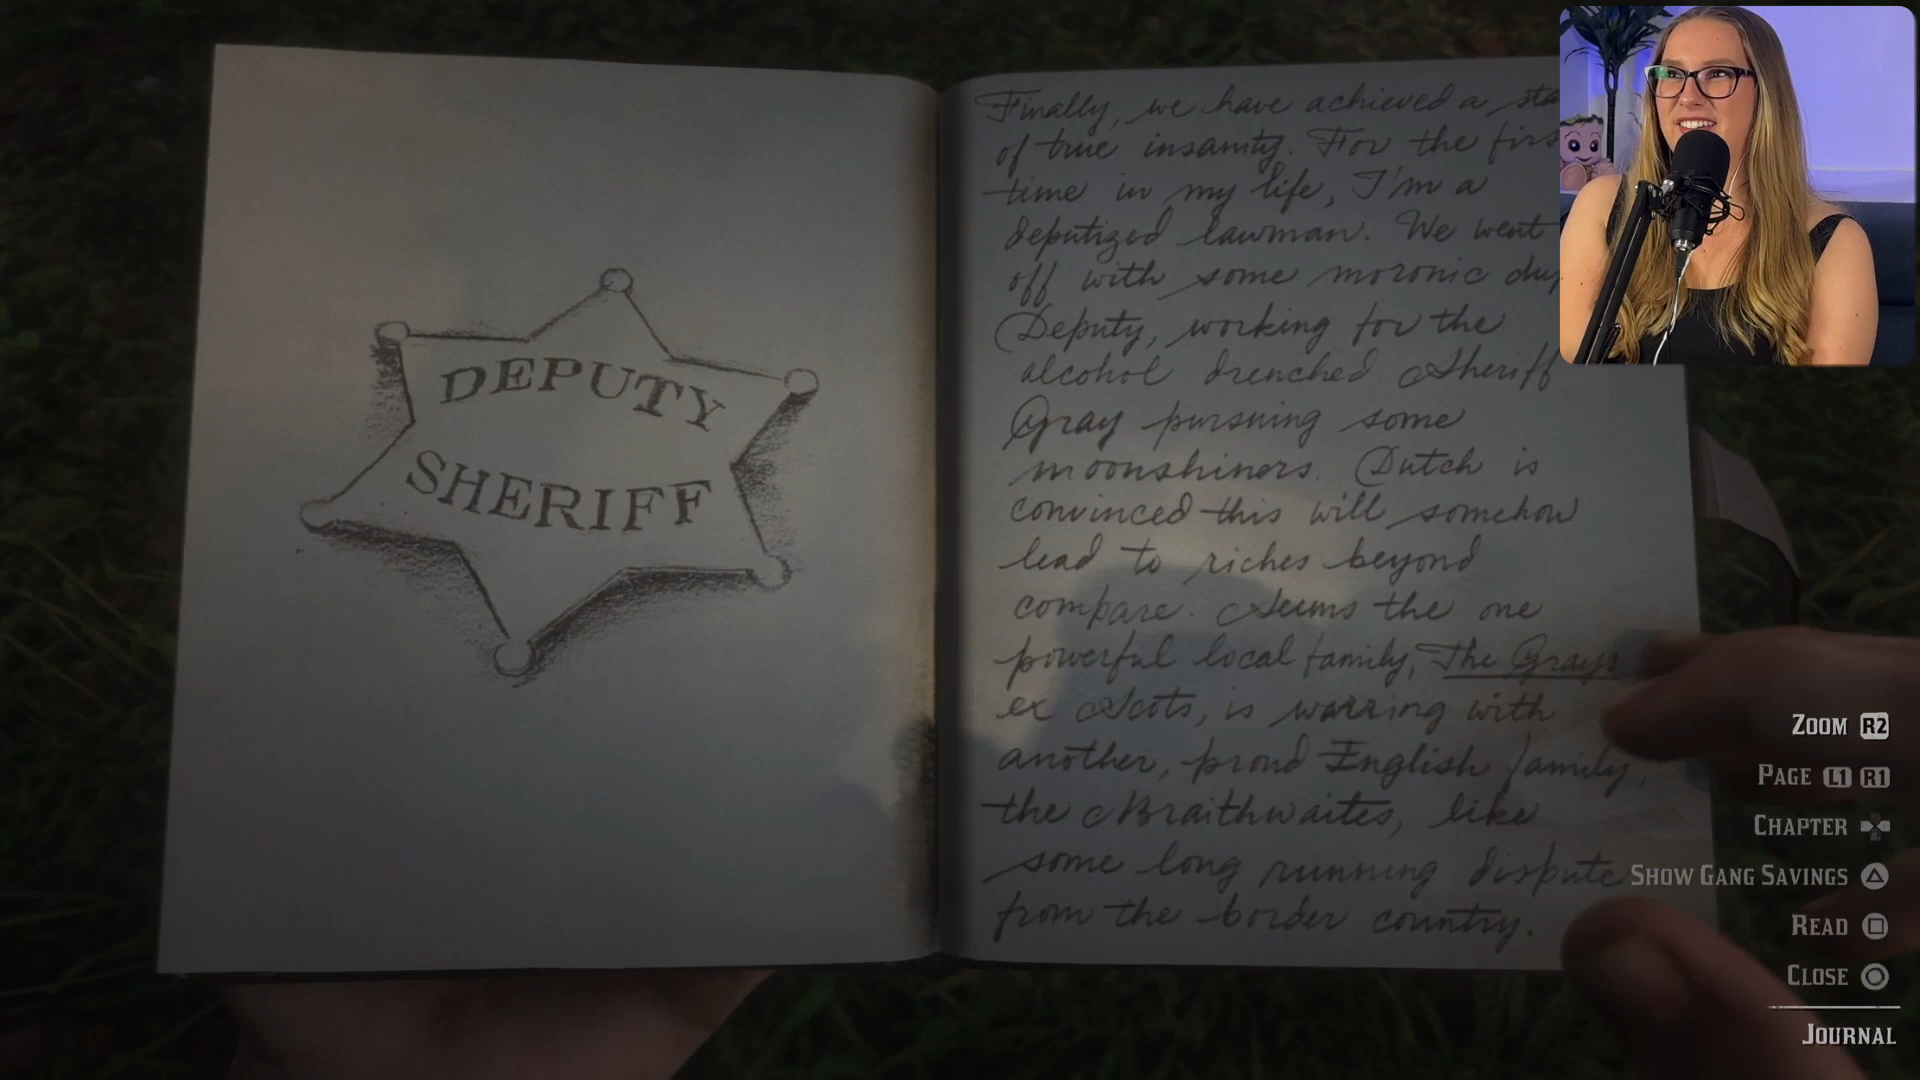 DEPUTY
SHERIFF
Finally, we have achieved a
of true insanity. For the
time in my life, I'm a
deputized lawman. We went
off with some moronic
Deputy, working for the
alcohol drenched Sheriff
Gray pursuing some
moonshiners. Dutch is
convinced this will somehow
lead to riches beyond
compare. Seems the one
powerful local family, The Grays
ex Scots, is warring with
another, proud English family,
the Braithwaites, like
some long running dispute
from the border country.
ZOOM R2
PAGE L1 R1
CHAPTER
SHOW GANG SAVINGS
READ
CLOSE
JOURNAL